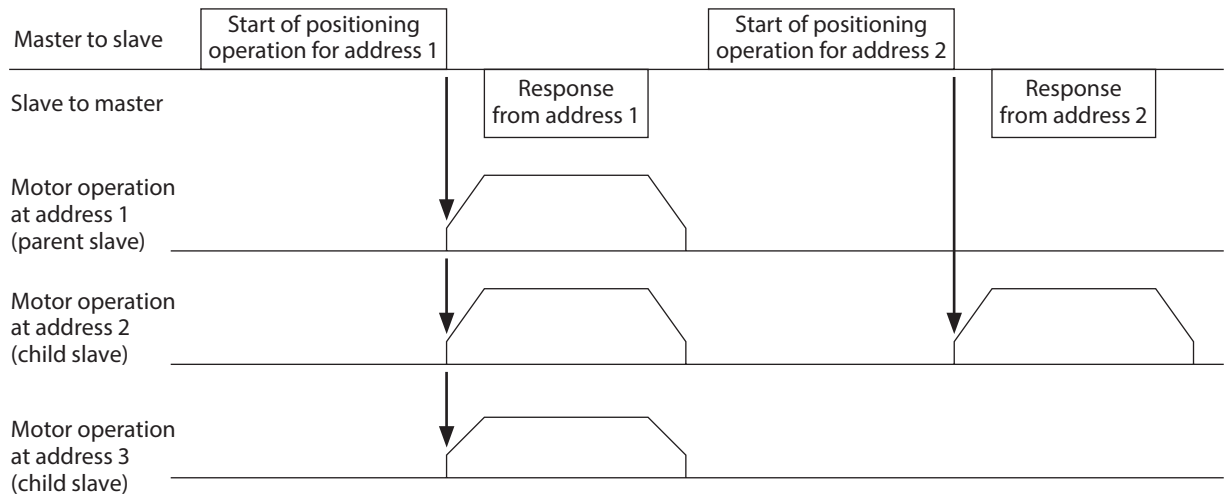 Master to slave
Start of positioning
operation for address 1
Start of positioning
operation for address 2
Slave to master
Response
from address 1
Response
from address 2
Motor operation
at address 1
(parent slave)
Motor operation
at address 2
(child slave)
Motor operation
at address 3
(child slave)